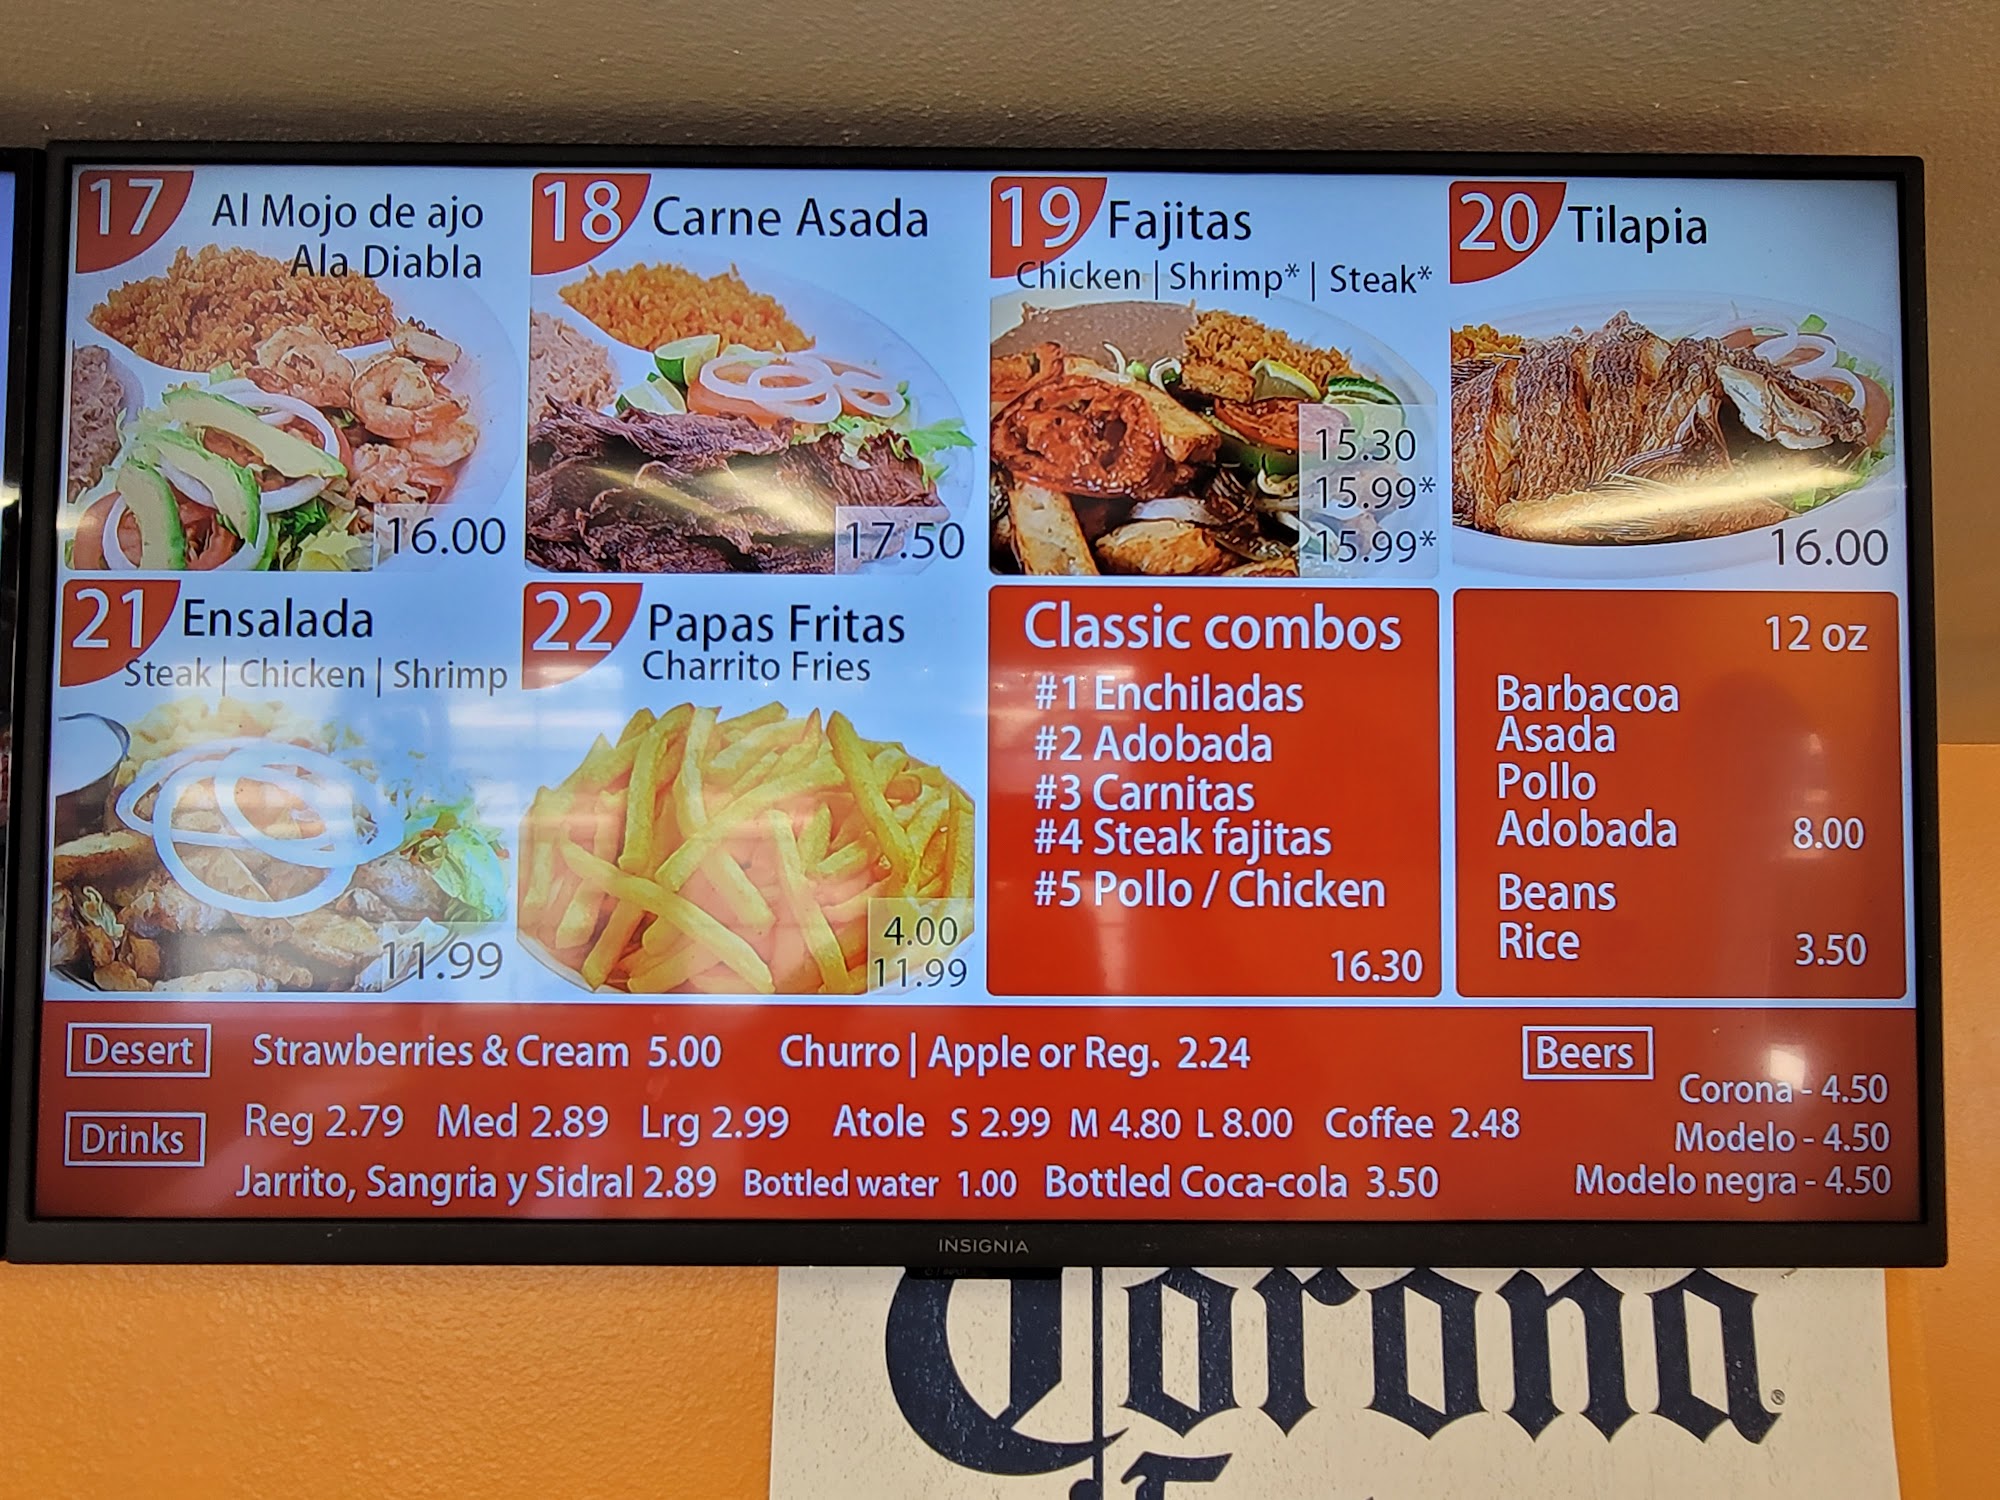 17 Al Mojo de ajo
Ala Diabla
16.00
18 Carne Asada
17.50
19 Fajitas
Chicken | Shrimp* | Steak*
15.30
15.99*
15.99*
20 Tilapia
16.00
21 Ensalada
Steak | Chicken | Shrimp
11.99
22 Papas Fritas
Charrito Fries
4.00
11.99
Classic combos
#1 Enchiladas
#2 Adobada
#3 Carnitas
#4 Steak fajitas
#5 Pollo / Chicken
16.30
12 oz
Barbacoa
Asada
Pollo
Adobada 8.00
Beans
Rice 3.50
Desert Strawberries & Cream 5.00 Churro | Apple or Reg. 2.24
Drinks Reg 2.79 Med 2.89 Lrg 2.99 Atole S 2.99 M 4.80 L 8.00 Coffee 2.48
Jarrito, Sangria y Sidral 2.89 Bottled water 1.00 Bottled Coca-cola 3.50
Beers
Corona - 4.50
Modelo - 4.50
Modelo negra - 4.50
INSIGNIA
Corona